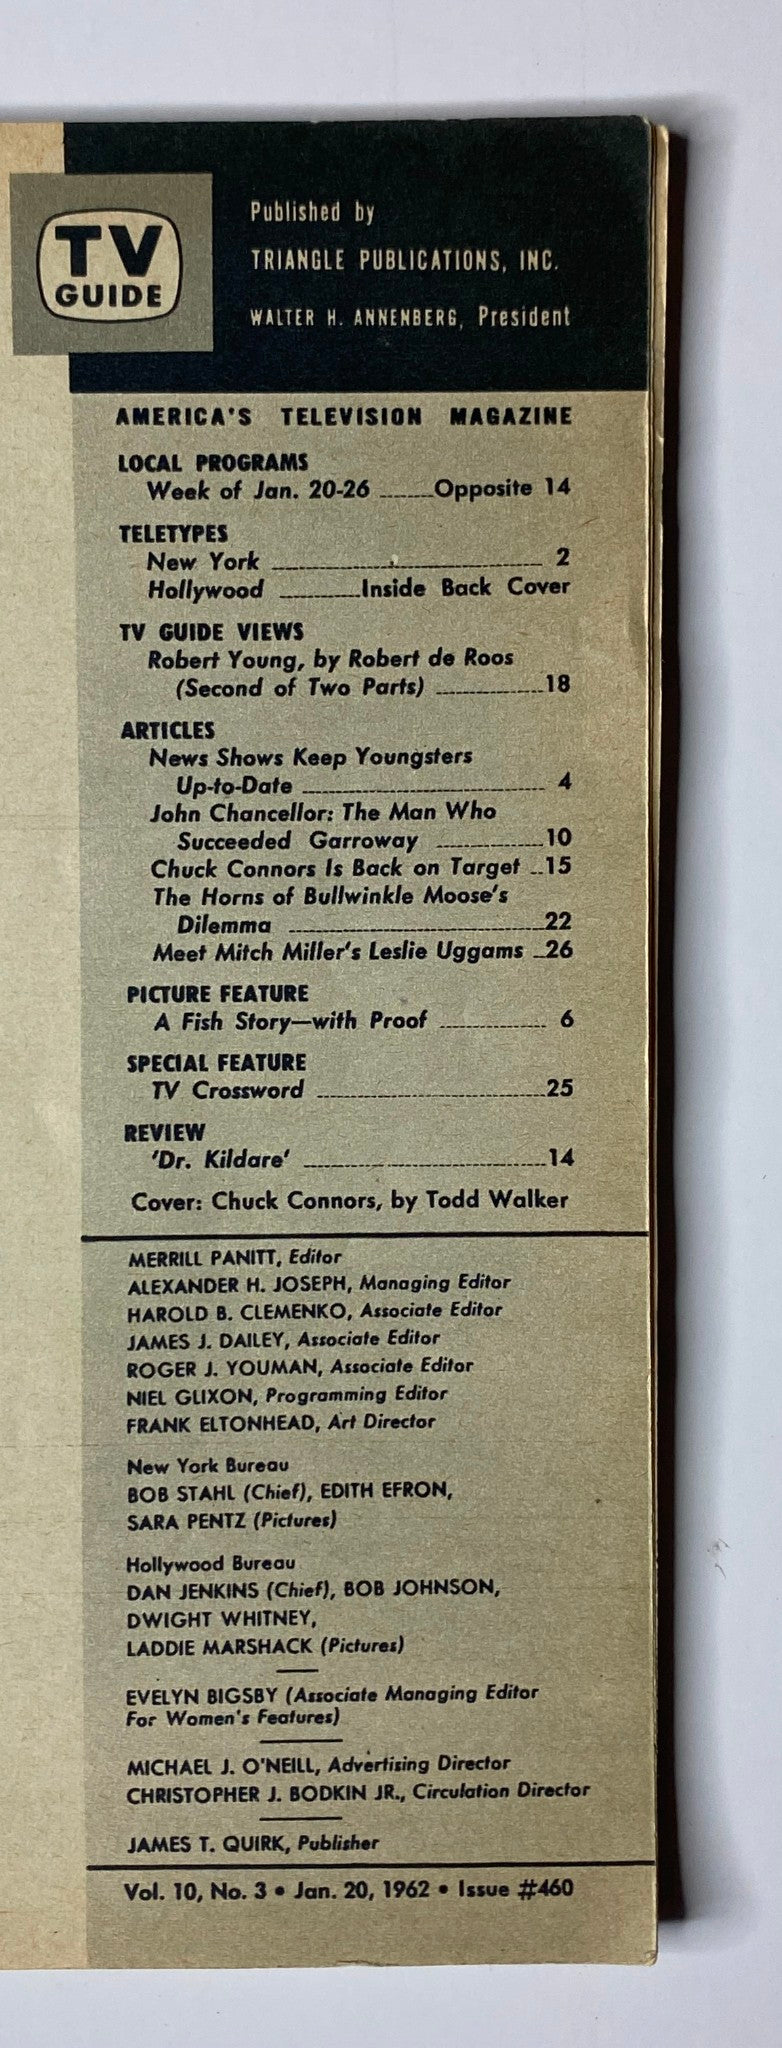 TV
GUIDE
Published by
TRIANGLE PUBLICATIONS, INC.
WALTER H. ANNENBERG, President
AMERICA'S TELEVISION MAGAZINE
LOCAL PROGRAMS
Week of Jan. 20-26 ........Opposite 14
TELETYPES
New York ........................................ 2
Hollywood ............Inside Back Cover
TV GUIDE VIEWS
Robert Young, by Robert de Roos
(Second of Two Parts) ................18
ARTICLES
News Shows Keep Youngsters
Up-to-Date .................................... 4
John Chancellor: The Man Who
Succeeded Garroway ................10
Chuck Connors Is Back on Target ..15
The Horns of Bullwinkle Moose's
Dilemma ......................................22
Meet Mitch Miller's Leslie Uggams ..26
PICTURE FEATURE
A Fish Story—with Proof ................ 6
SPECIAL FEATURE
TV Crossword ..................................25
REVIEW
'Dr. Kildare' ....................................14
Cover: Chuck Connors, by Todd Walker
MERRILL PANITT, Editor
ALEXANDER H. JOSEPH, Managing Editor
HAROLD B. CLEMENKO, Associate Editor
JAMES J. DAILEY, Associate Editor
ROGER J. YOUMAN, Associate Editor
NIEL GLIXON, Programming Editor
FRANK ELTONHEAD, Art Director
New York Bureau
BOB STAHL (Chief), EDITH EFRON,
SARA PENTZ (Pictures)
Hollywood Bureau
DAN JENKINS (Chief), BOB JOHNSON,
DWIGHT WHITNEY,
LADDIE MARSHACK (Pictures)
EVELYN BIGSBY (Associate Managing Editor
For Women's Features)
MICHAEL J. O'NEILL, Advertising Director
CHRISTOPHER J. BODKIN JR., Circulation Director
JAMES T. QUIRK, Publisher
Vol. 10, No. 3 • Jan. 20, 1962 • Issue #460